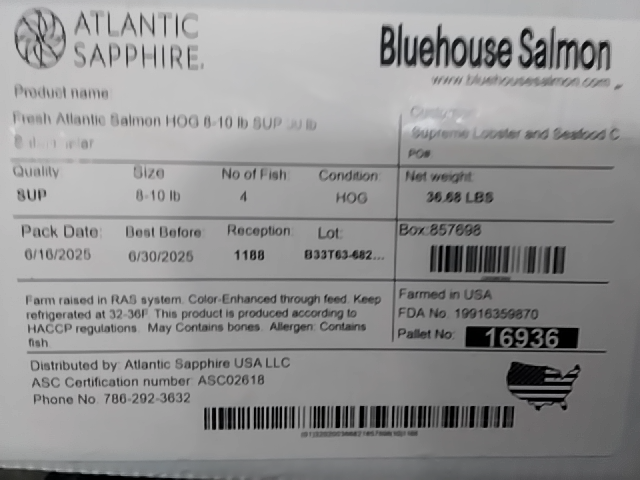 ATLANTIC
SAPPHIRE.
Bluehouse Salmon
www.bluehousesalmon.com
Product name
Fresh Atlantic Salmon HOG 8-10 lb SUP lb
Customer
Supreme Lobster and Seafood C
PO#
Quality Size No of Fish: Condition: Net weight:
SUP 8-10 lb 4 HOG 36.68 LBS
Pack Date: Best Before: Reception: Lot: Box:857698
6/16/2025 6/30/2025 1188 B33T63-682...
Farm raised in RAS system. Color-Enhanced through feed. Keep
refrigerated at 32-36F. This product is produced according to
HACCP regulations. May Contains bones. Allergen: Contains
fish.
Farmed in USA
FDA No: 19916359870
Pallet No: 16936
Distributed by: Atlantic Sapphire USA LLC
ASC Certification number: ASC02618
Phone No. 786-292-3632